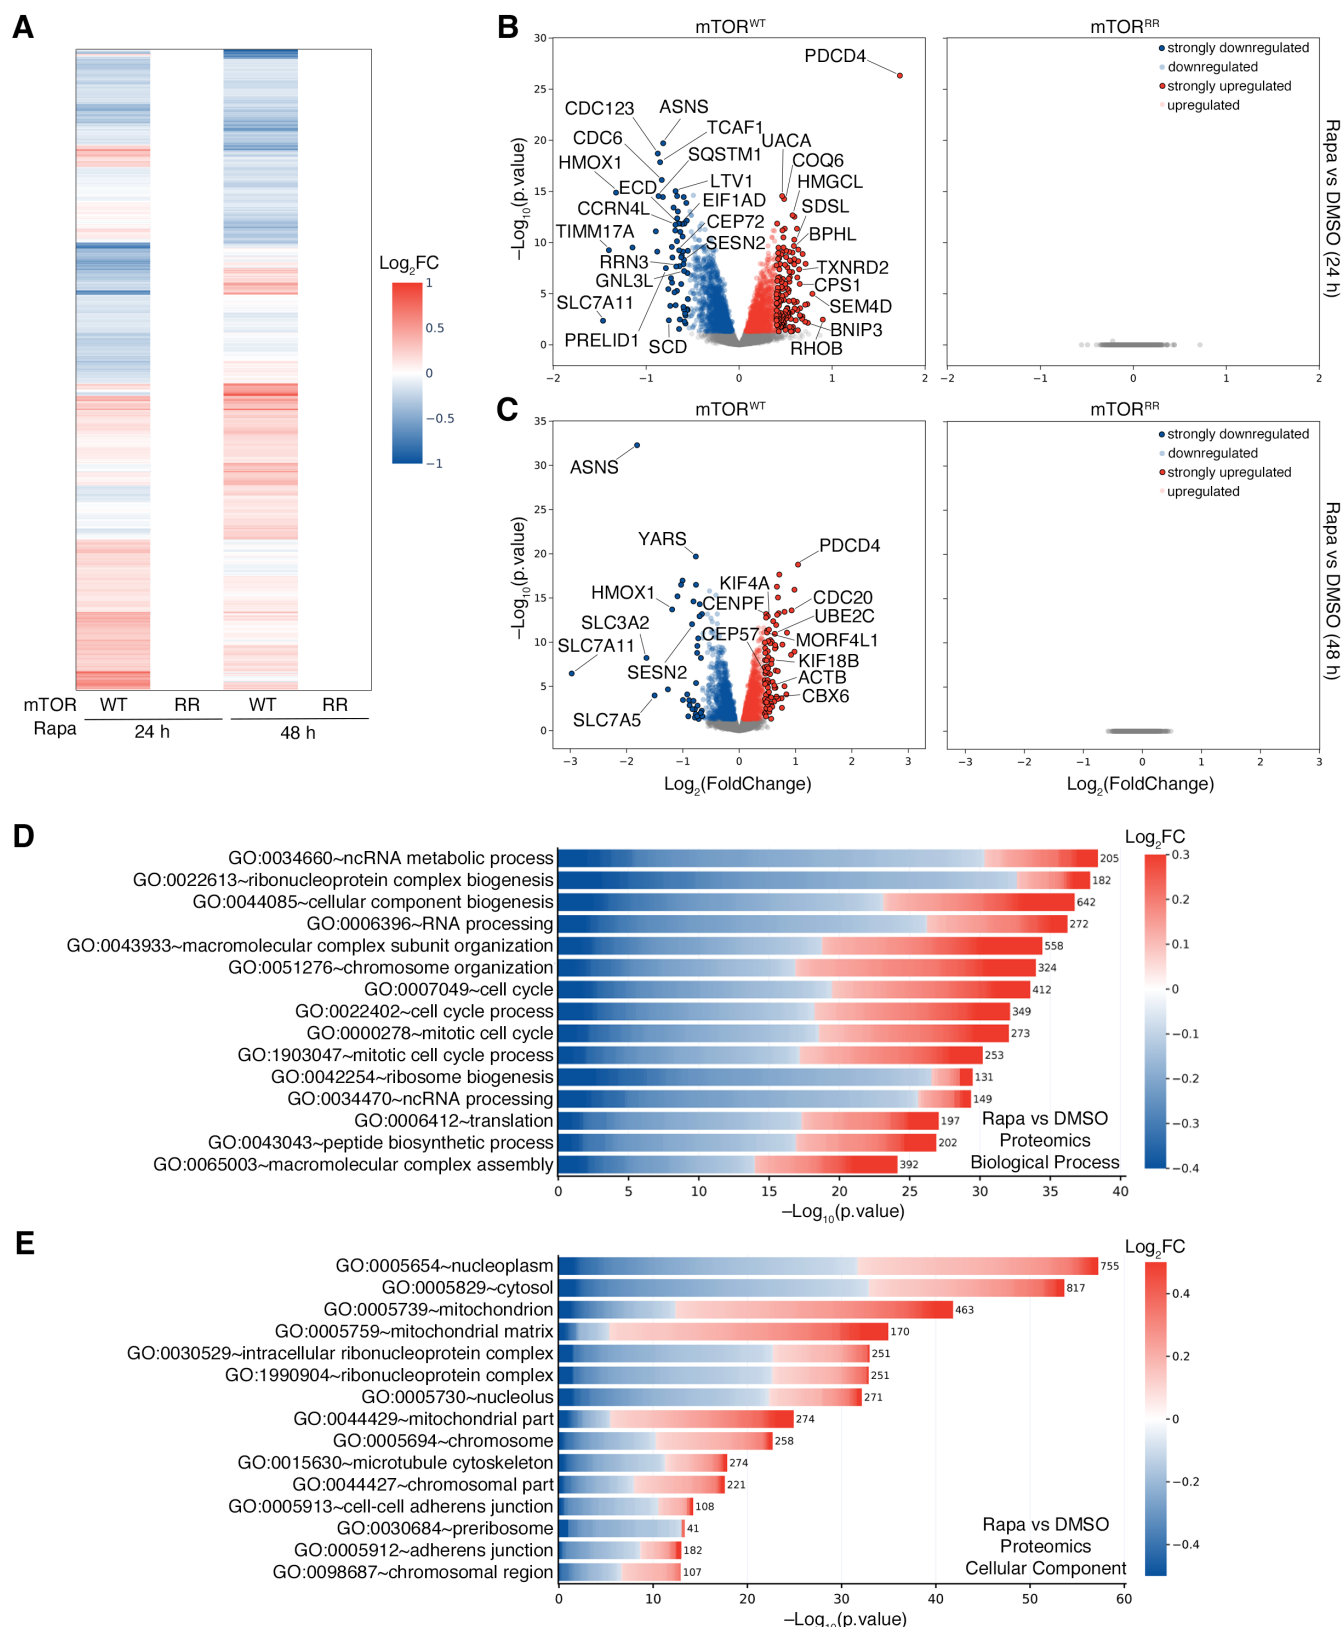 A
Log2FC
1
0.5
0
−0.5
−1
mTOR WT RR WT RR
Rapa 24 h 48 h
B
mTORWT
mTORRR
−Log10(p.value)
30
25
20
15
10
5
0
−2 −1 0 1 2
−2 −1 0 1 2
PDCD4
CDC123
ASNS
CDC6
TCAF1
UACA
HMOX1
SQSTM1
COQ6
ECD
LTV1
HMGCL
CCRN4L
EIF1AD
SDSL
TIMM17A
CEP72
BPHL
RRN3
SESN2
GNL3L
TXNRD2
CPS1
SLC7A11
SEM4D
PRELID1
SCD
BNIP3
RHOB
strongly downregulated
downregulated
strongly upregulated
upregulated
Rapa vs DMSO (24 h)
C
mTORWT
mTORRR
−Log10(p.value)
35
30
25
20
15
10
5
0
−3 −2 −1 0 1 2 3
−3 −2 −1 0 1 2 3
Log2(FoldChange)
Log2(FoldChange)
ASNS
YARS
PDCD4
HMOX1
KIF4A
CENPF
CDC20
SLC3A2
UBE2C
CEP57
MORF4L1
SLC7A11
KIF18B
SESN2
ACTB
SLC7A5
CBX6
strongly downregulated
downregulated
strongly upregulated
upregulated
Rapa vs DMSO (48 h)
D
GO:0034660~ncRNA metabolic process 205
GO:0022613~ribonucleoprotein complex biogenesis 182
GO:0044085~cellular component biogenesis 642
GO:0006396~RNA processing 272
GO:0043933~macromolecular complex subunit organization 558
GO:0051276~chromosome organization 324
GO:0007049~cell cycle 412
GO:0022402~cell cycle process 349
GO:0000278~mitotic cell cycle 273
GO:1903047~mitotic cell cycle process 253
GO:0042254~ribosome biogenesis 131
GO:0034470~ncRNA processing 149
GO:0006412~translation 197
GO:0043043~peptide biosynthetic process 202
GO:0065003~macromolecular complex assembly 392
Rapa vs DMSO
Proteomics
Biological Process
0 5 10 15 20 25 30 35 40
−Log10(p.value)
Log2FC
0.3
0.2
0.1
0
−0.1
−0.2
−0.3
−0.4
E
GO:0005654~nucleoplasm 755
GO:0005829~cytosol 817
GO:0005739~mitochondrion 463
GO:0005759~mitochondrial matrix 170
GO:0030529~intracellular ribonucleoprotein complex 251
GO:1990904~ribonucleoprotein complex 251
GO:0005730~nucleolus 271
GO:0044429~mitochondrial part 274
GO:0005694~chromosome 258
GO:0015630~microtubule cytoskeleton 274
GO:0044427~chromosomal part 221
GO:0005913~cell-cell adherens junction 108
GO:0030684~preribosome 41
GO:0005912~adherens junction 182
GO:0098687~chromosomal region 107
Rapa vs DMSO
Proteomics
Cellular Component
0 10 20 30 40 50 60
−Log10(p.value)
Log2FC
0.4
0.2
0
−0.2
−0.4